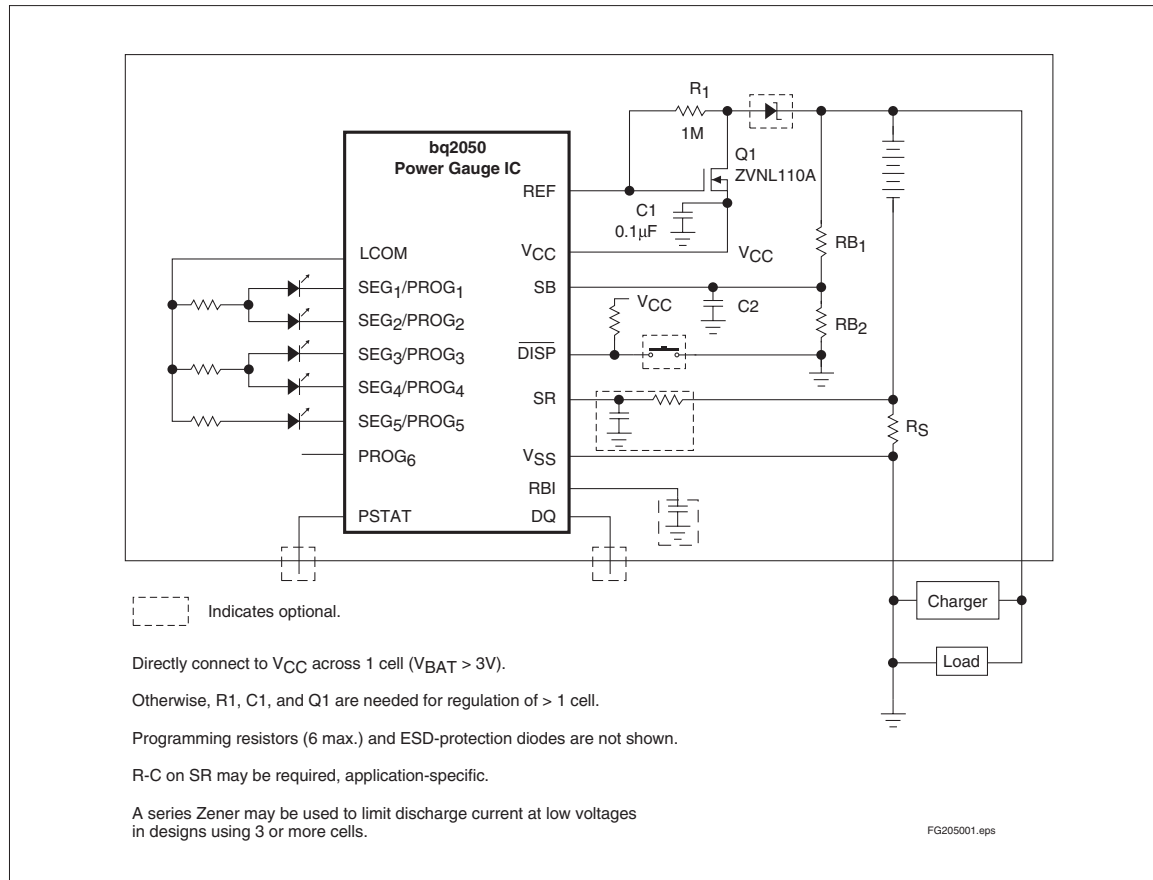 bq2050
Power Gauge IC
REF
VCC
SB
DISP
SR
VSS
RBI
DQ
LCOM
SEG1/PROG1
SEG2/PROG2
SEG3/PROG3
SEG4/PROG4
SEG5/PROG5
PROG6
PSTAT
R1
1M
Q1
ZVNL110A
C1
0.1µF
VCC
C2
VCC
RB1
RB2
RS
Charger
Load
Indicates optional.
Directly connect to VCC across 1 cell (VBAT > 3V).
Otherwise, R1, C1, and Q1 are needed for regulation of > 1 cell.
Programming resistors (6 max.) and ESD-protection diodes are not shown.
R-C on SR may be required, application-specific.
A series Zener may be used to limit discharge current at low voltages
in designs using 3 or more cells.
FG205001.eps